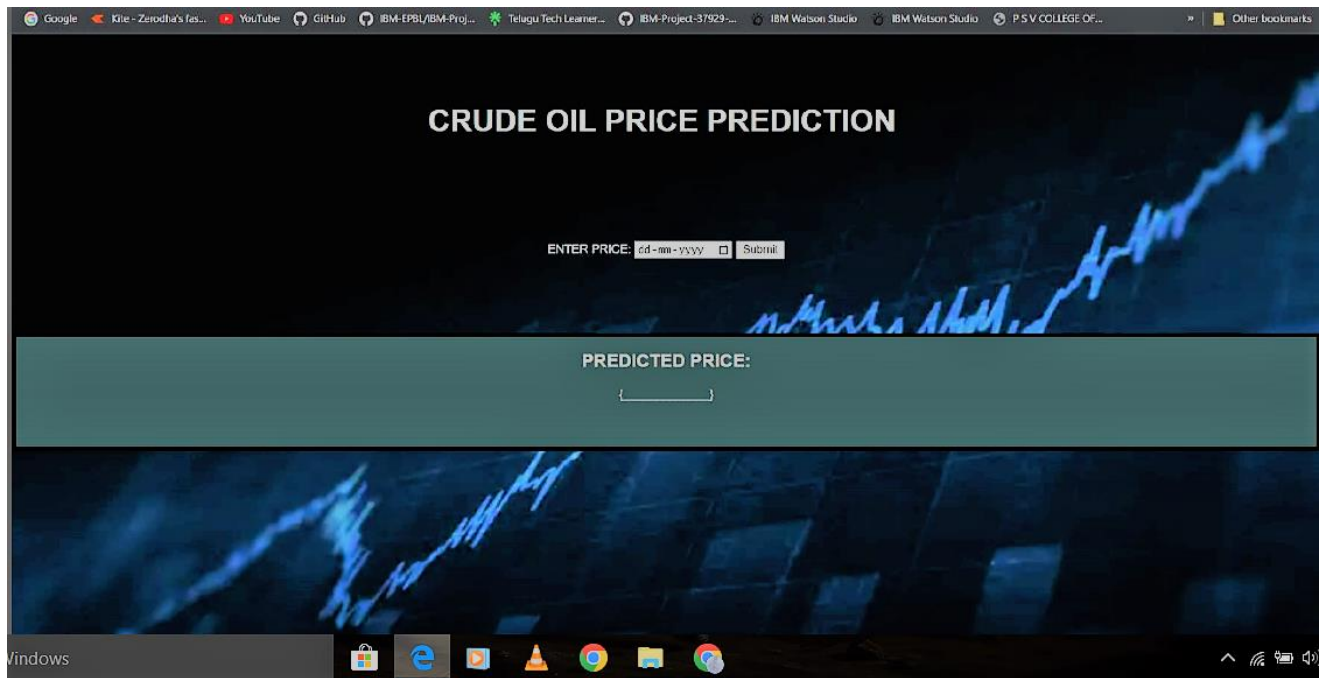 Google Kite - Zerodha's fas... YouTube GitHub IBM-EPBL/IBM-Proj... Telugu Tech Learner... IBM-Project-37929-... IBM Watson Studio IBM Watson Studio P S V COLLEGE OF... » Other bookmarks
CRUDE OIL PRICE PREDICTION
ENTER PRICE: dd-mm-yyyy Submit
PREDICTED PRICE:
{____________}
Windows